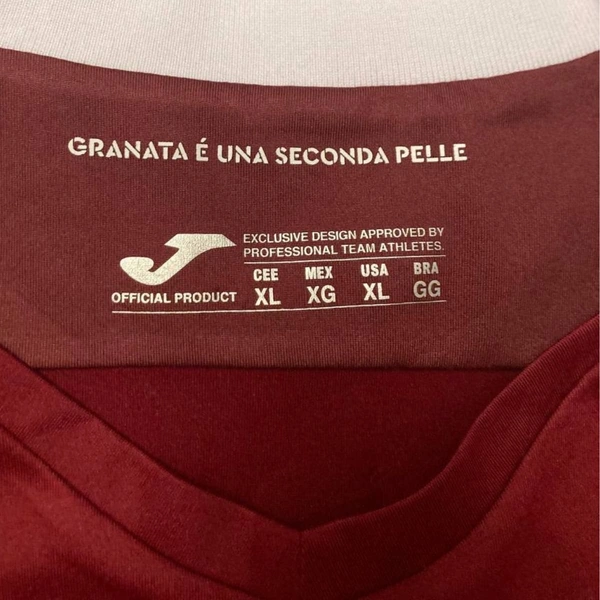 GRANATA É UNA SECONDA PELLE
EXCLUSIVE DESIGN APPROVED BY
PROFESSIONAL TEAM ATHLETES.
CEE MEX USA BRA
OFFICIAL PRODUCT XL XG XL GG